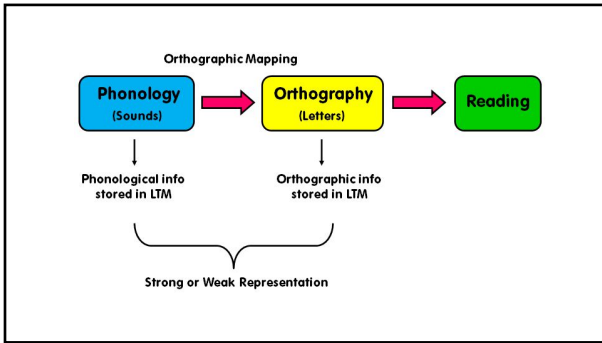 Orthographic Mapping
Phonology
(Sounds)
Orthography
(Letters)
Reading
Phonological info
stored in LTM
Orthographic info
stored in LTM
Strong or Weak Representation